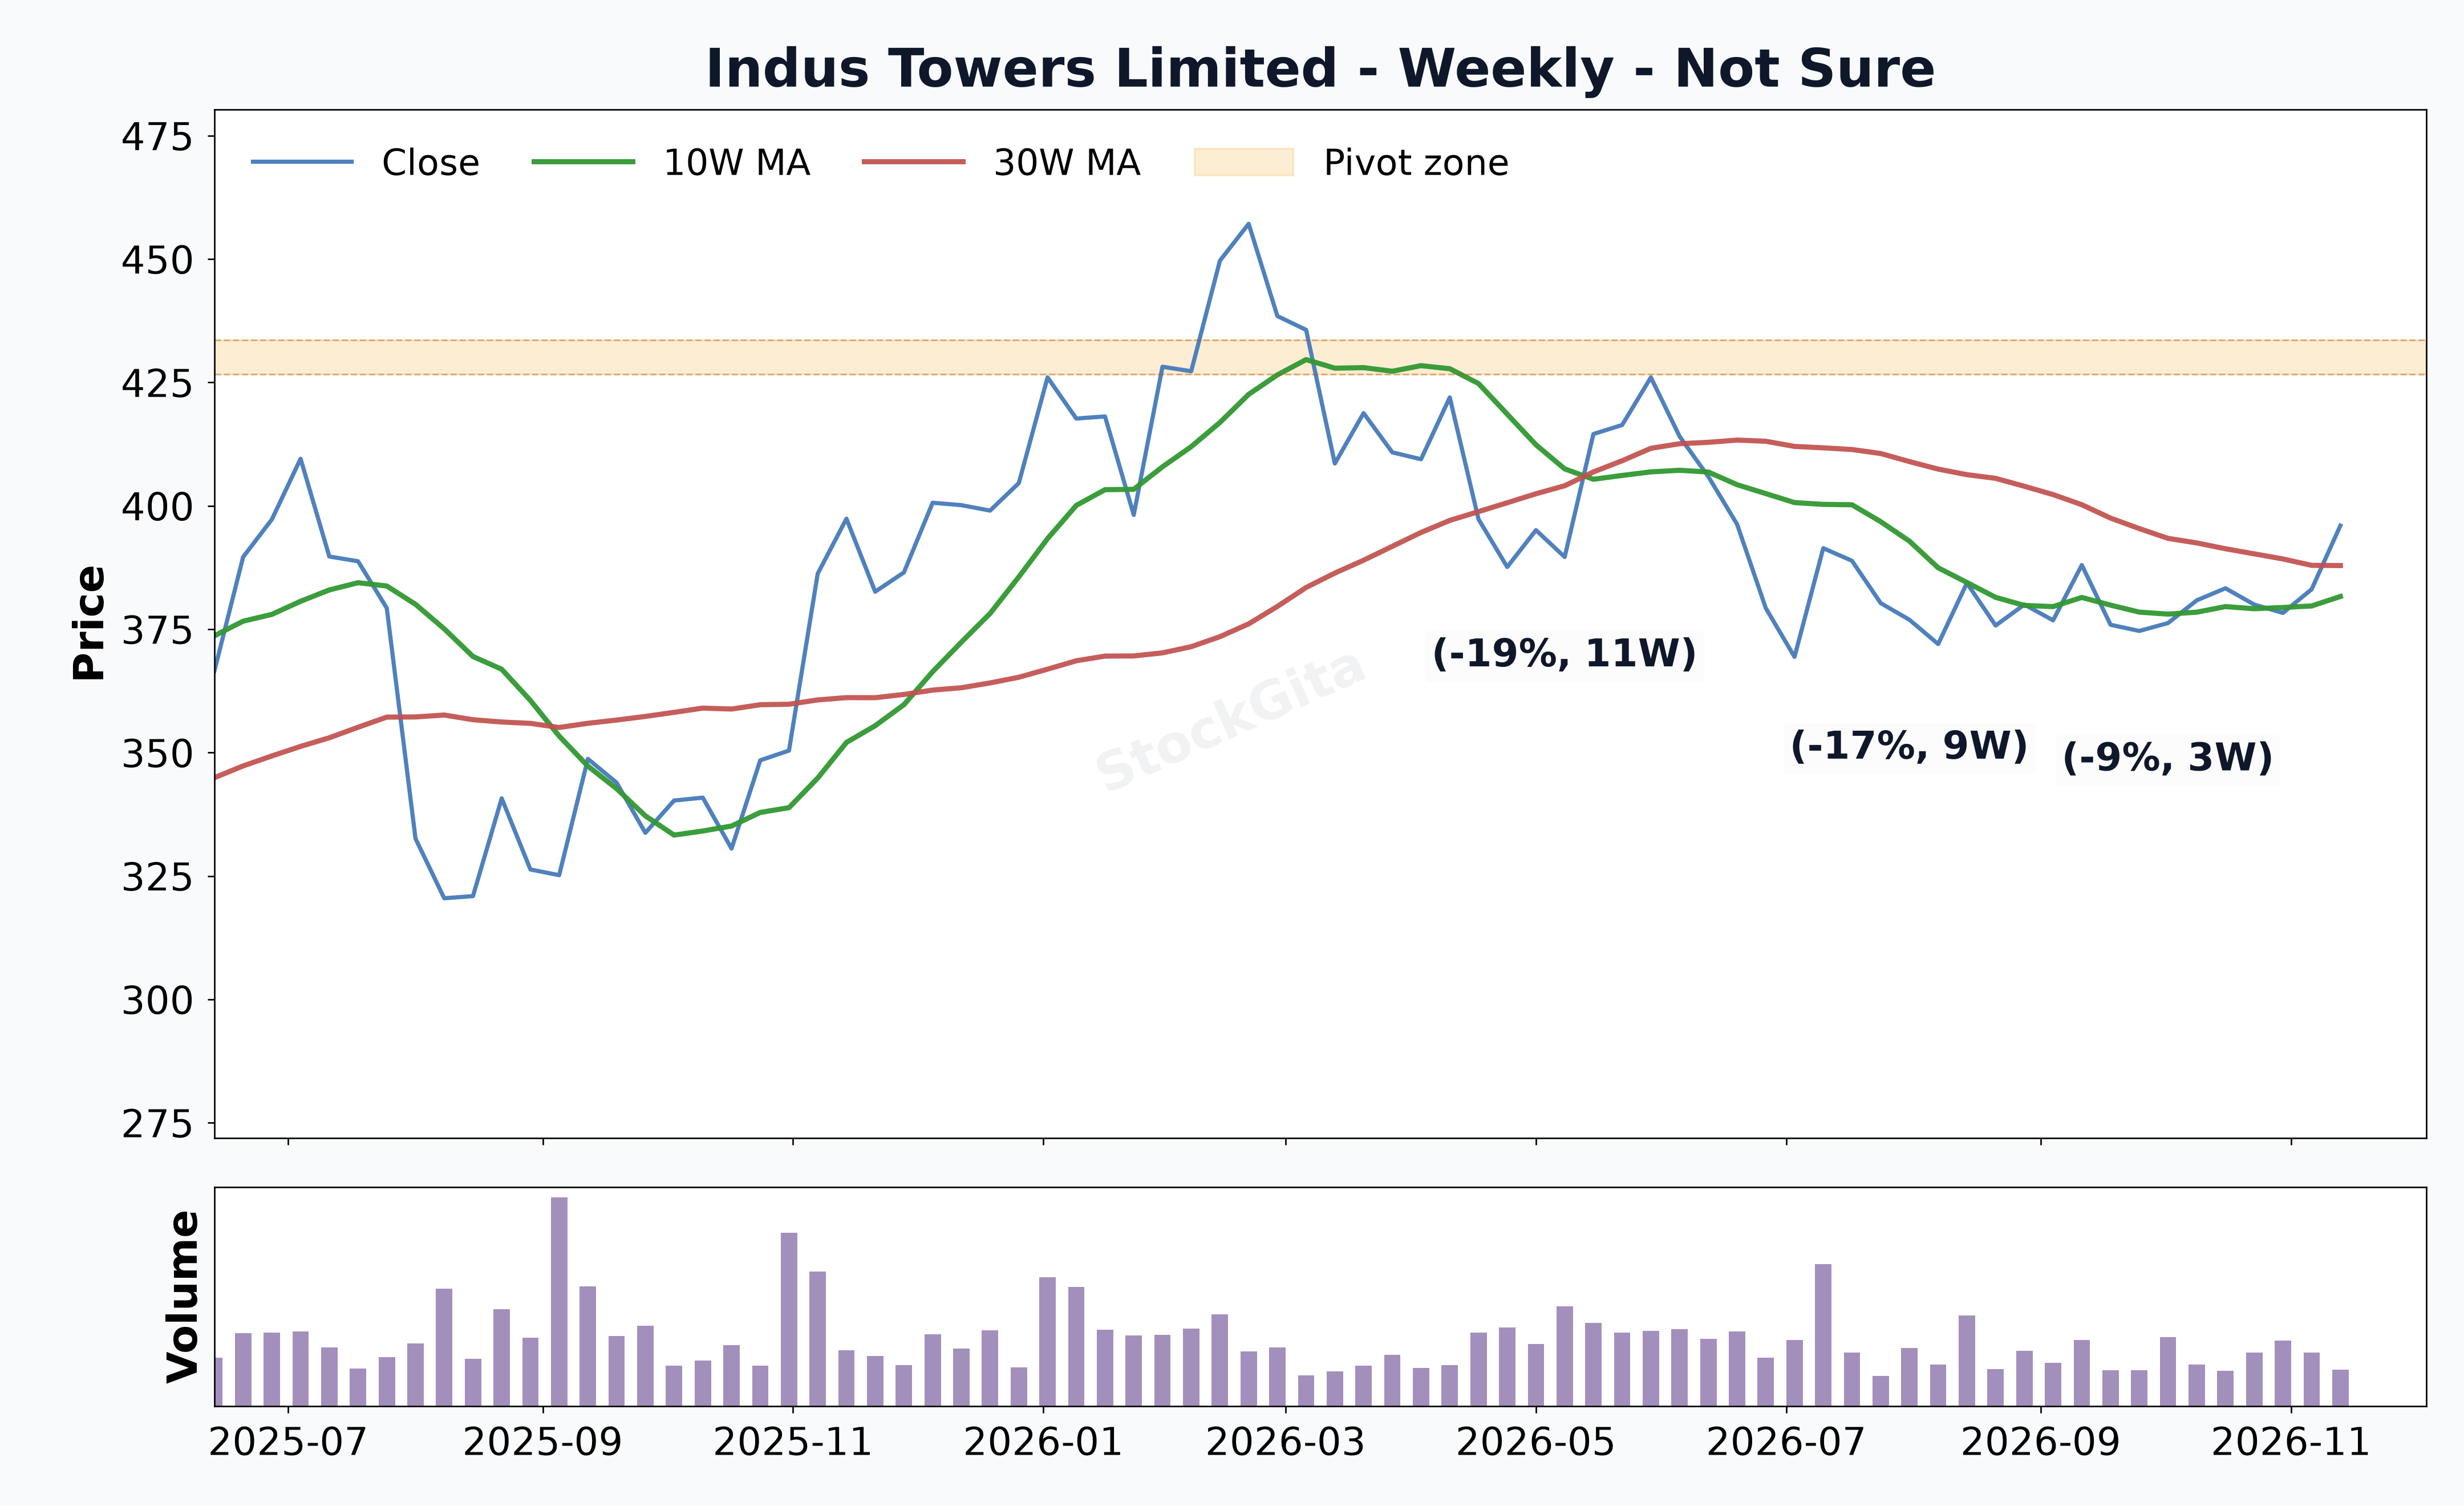 Indus Towers Limited - Weekly - Not Sure
Close 10W MA 30W MA Pivot zone
475
450
425
400
375
350
325
300
275
Price
(-19%, 11W)
(-17%, 9W)
(-9%, 3W)
StockGita
Volume
2025-07 2025-09 2025-11 2026-01 2026-03 2026-05 2026-07 2026-09 2026-11